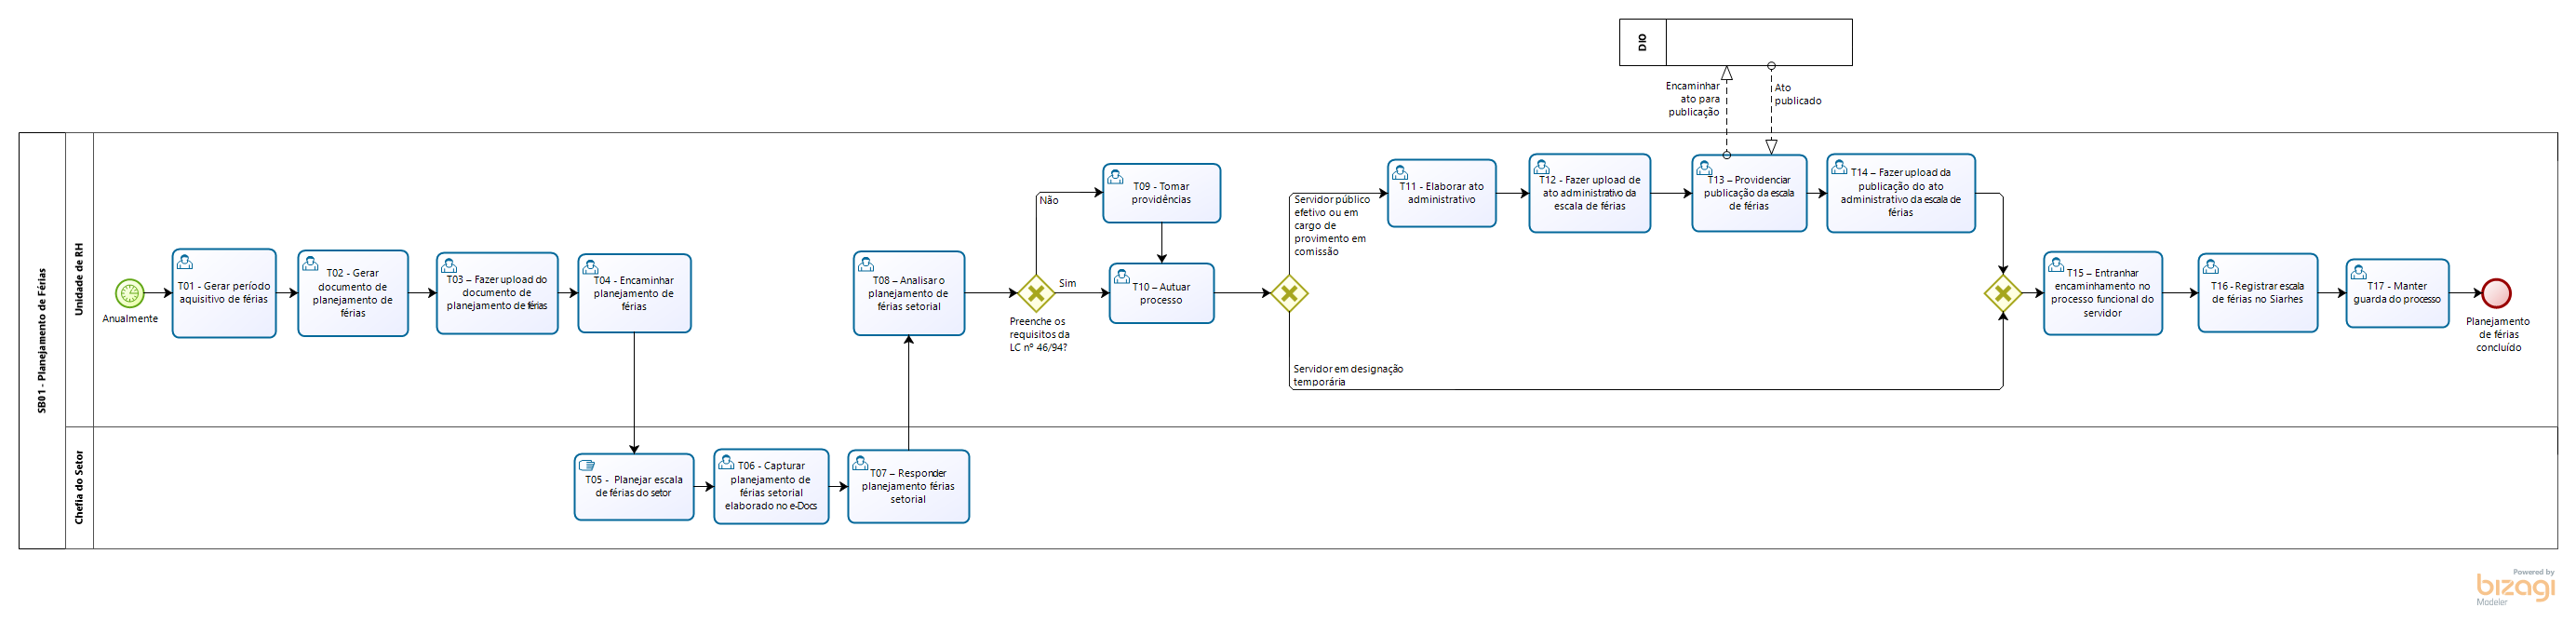 DIO
Encaminhar
ato para
publicação
Ato
publicado
SB01 - Planejamento de Férias
Unidade de RH
Anualmente
T01 - Gerar período
aquisitivo de férias
T02 - Gerar
documento de
planejamento de
férias
T03 – Fazer upload do
documento de
planejamento de férias
T04 - Encaminhar
planejamento de
férias
T08 – Analisar o
planejamento de
férias setorial
Preenche os
requisitos da
LC nº 46/94?
Não
Sim
T09 - Tomar
providências
T10 – Autuar
processo
Servidor público
efetivo ou em
cargo de
provimento em
comissão
Servidor em designação
temporária
T11 - Elaborar ato
administrativo
T12 - Fazer upload de
ato administrativo da
escala de férias
T13 – Providenciar
publicação da escala
de férias
T14 – Fazer upload da
publicação do ato
administrativo da escala de
férias
T15 – Entranhar
encaminhamento no
processo funcional do
servidor
T16 - Registrar escala
de férias no Siarhes
T17 - Manter
guarda do processo
Planejamento
de férias
concluído
Chefia do Setor
T05 - Planejar escala
de férias do setor
T06 - Capturar
planejamento de
férias setorial
elaborado no e-Docs
T07 – Responder
planejamento férias
setorial
Powered by
bizagi
Modeler